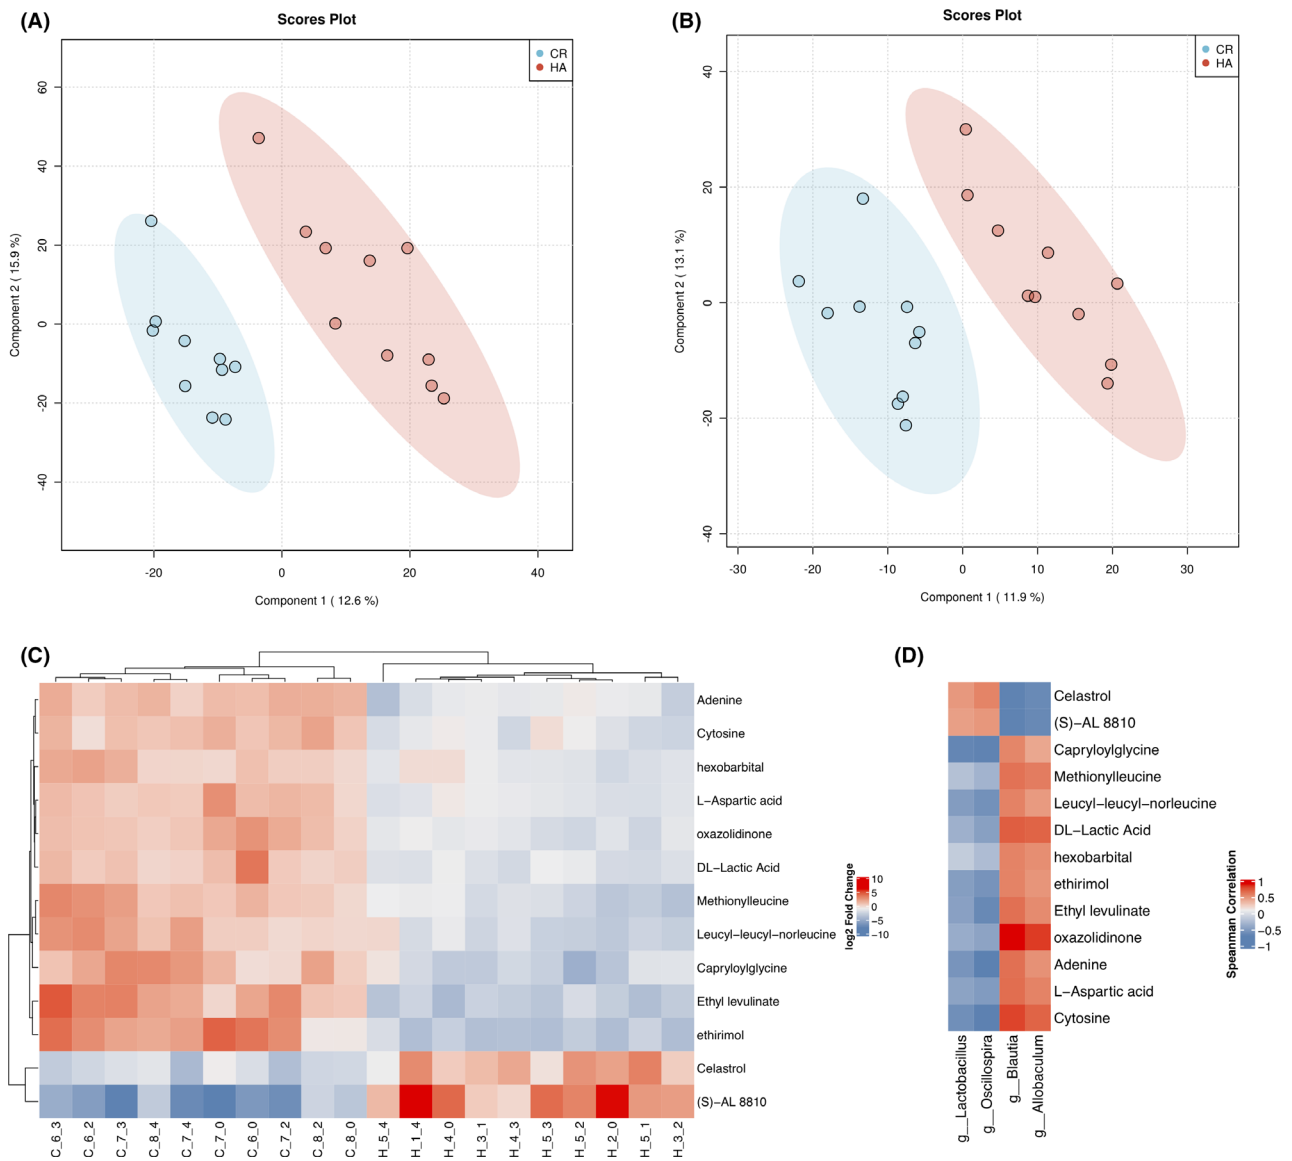 (A)
Scores Plot
CR
HA
Component 2 ( 15.9 %)
60
40
20
0
-20
-40
-20
0
20
40
Component 1 ( 12.6 %)
(B)
Scores Plot
CR
HA
Component 2 ( 13.1 %)
40
20
0
-20
-40
-30
-20
-10
0
10
20
30
Component 1 ( 11.9 %)
(C)
Adenine
Cytosine
hexobarbital
L−Aspartic acid
oxazolidinone
DL−Lactic Acid
Methionylleucine
Leucyl−leucyl−norleucine
Capryloylglycine
Ethyl levulinate
ethirimol
Celastrol
(S)−AL 8810
C_6_3
C_6_2
C_7_3
C_8_4
C_7_4
C_7_0
C_6_0
C_7_2
C_8_2
C_8_0
H_5_4
H_1_4
H_4_0
H_3_1
H_4_3
H_5_3
H_5_2
H_2_0
H_5_1
H_3_2
log2 Fold Change
10
5
0
−5
−10
(D)
Celastrol
(S)−AL 8810
Capryloylglycine
Methionylleucine
Leucyl−leucyl−norleucine
DL−Lactic Acid
hexobarbital
ethirimol
Ethyl levulinate
oxazolidinone
Adenine
L−Aspartic acid
Cytosine
g__Lactobacillus
g__Oscillospira
g__Blautia
g__Allobaculum
Speanman Correlation
1
0.5
0
−0.5
−1